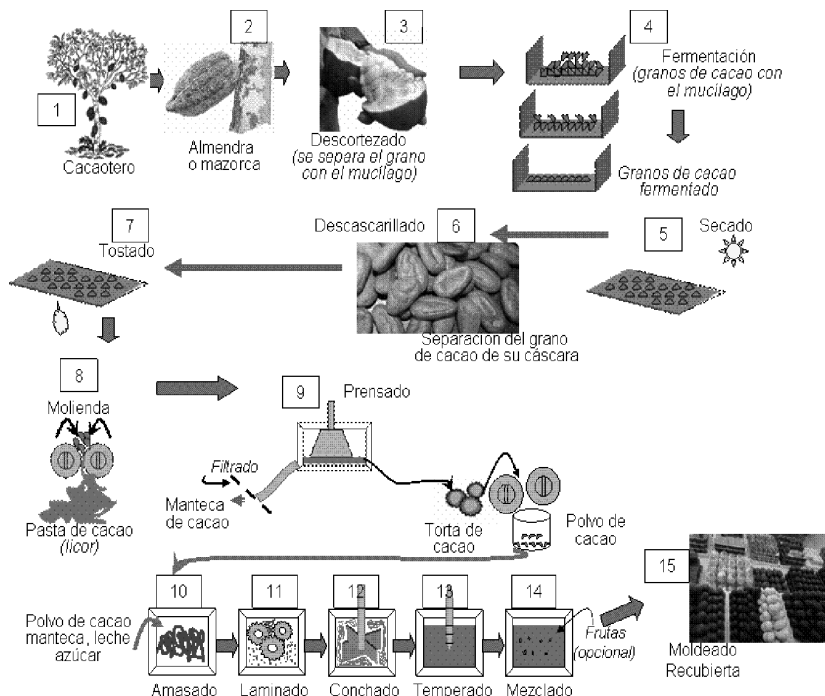 1
Cacaotero
2
Almendra
o mazorca
3
Descortezado
(se separa el grano
con el mucilago)
4
Fermentación
(granos de cacao con
el mucilago)
Granos de cacao
fermentado
5
Secado
6
Descascarillado
Separación del grano
de cacao de su cáscara
7
Tostado
8
Molienda
Pasta de cacao
(licor)
9
Prensado
Filtrado
Manteca
de cacao
Torta de
cacao
Polvo de
cacao
10
Polvo de cacao
manteca, leche
azúcar
Amasado
11
Laminado
12
Conchado
13
Temperado
14
Frutas
(opcional)
Mezclado
15
Moldeado
Recubierta